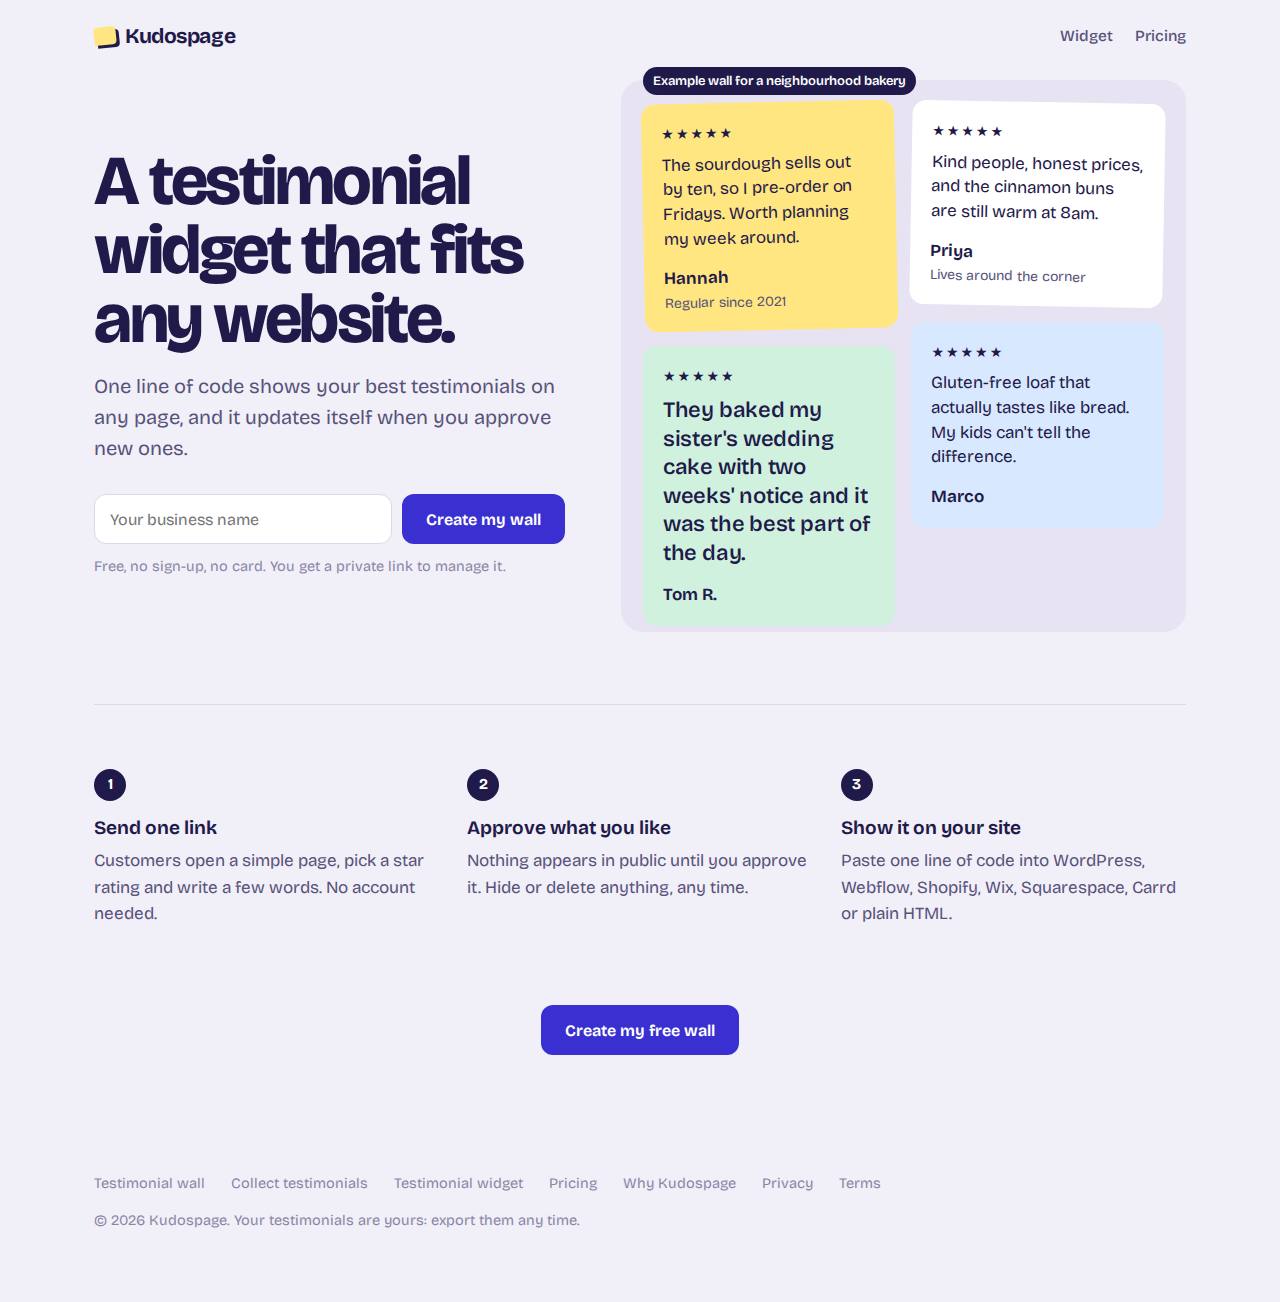 Kudospage
Widget
Pricing
A testimonial
widget that fits
any website.
One line of code shows your best testimonials on
any page, and it updates itself when you approve
new ones.
Your business name
Create my wall
Free, no sign-up, no card. You get a private link to manage it.
Example wall for a neighbourhood bakery
★★★★★
The sourdough sells out
by ten, so I pre-order on
Fridays. Worth planning
my week around.
Hannah
Regular since 2021
★★★★★
They baked my
sister's wedding
cake with two
weeks' notice and it
was the best part of
the day.
Tom R.
★★★★★
Kind people, honest prices,
and the cinnamon buns
are still warm at 8am.
Priya
Lives around the corner
★★★★★
Gluten-free loaf that
actually tastes like bread.
My kids can't tell the
difference.
Marco
1
Send one link
Customers open a simple page, pick a star
rating and write a few words. No account
needed.
2
Approve what you like
Nothing appears in public until you approve
it. Hide or delete anything, any time.
3
Show it on your site
Paste one line of code into WordPress,
Webflow, Shopify, Wix, Squarespace, Carrd
or plain HTML.
Create my free wall
Testimonial wall
Collect testimonials
Testimonial widget
Pricing
Why Kudospage
Privacy
Terms
© 2026 Kudospage. Your testimonials are yours: export them any time.